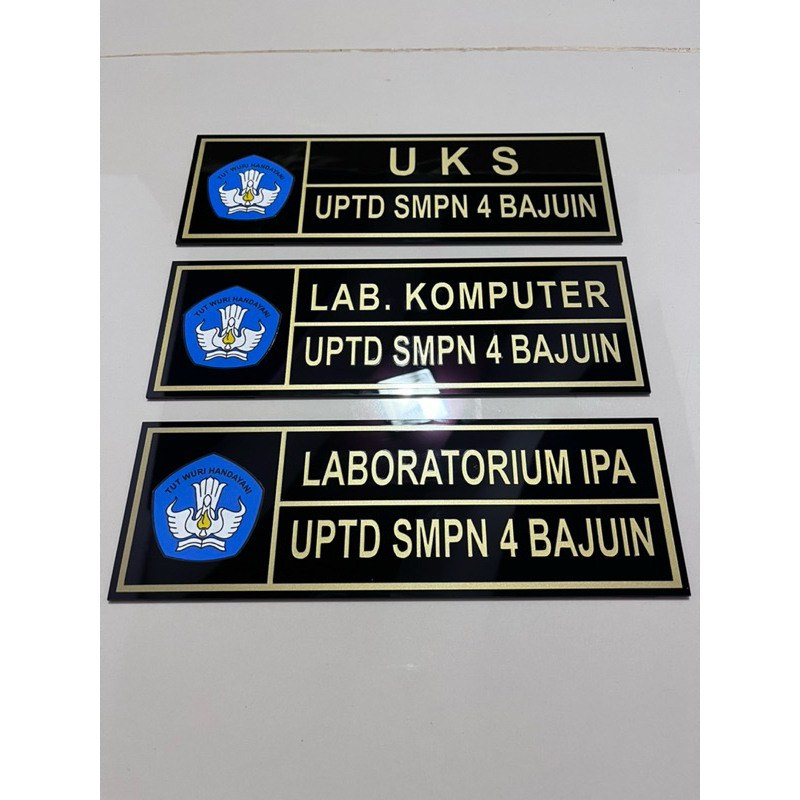 TUT WURI HANDAYANI
U K S
UPTD SMPN 4 BAJUIN
TUT WURI HANDAYANI
LAB. KOMPUTER
UPTD SMPN 4 BAJUIN
TUT WURI HANDAYANI
LABORATORIUM IPA
UPTD SMPN 4 BAJUIN